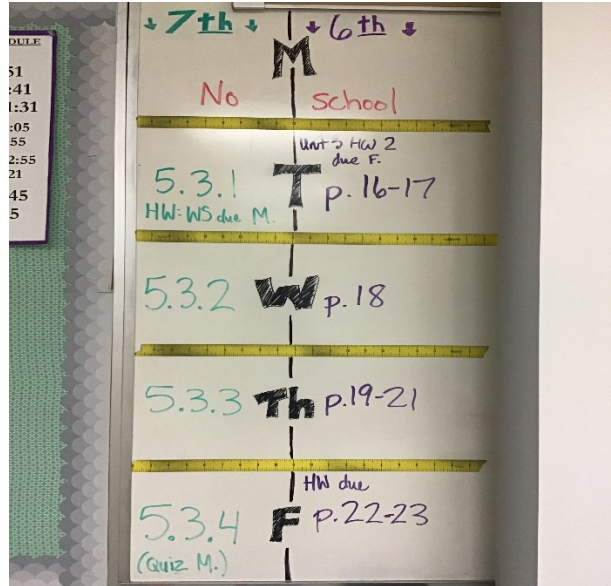 ↓ 7th ↓ ↓ 6th ↓
M
No school
Unit 5 HW 2
due F.
5.3.1 T p. 16-17
HW: WS due M.
5.3.2 W p. 18
5.3.3 Th p.19-21
HW due
5.3.4 F p.22-23
(Quiz M.)
DULE
51
:41
1:31
:05
55
2:55
21
45
5